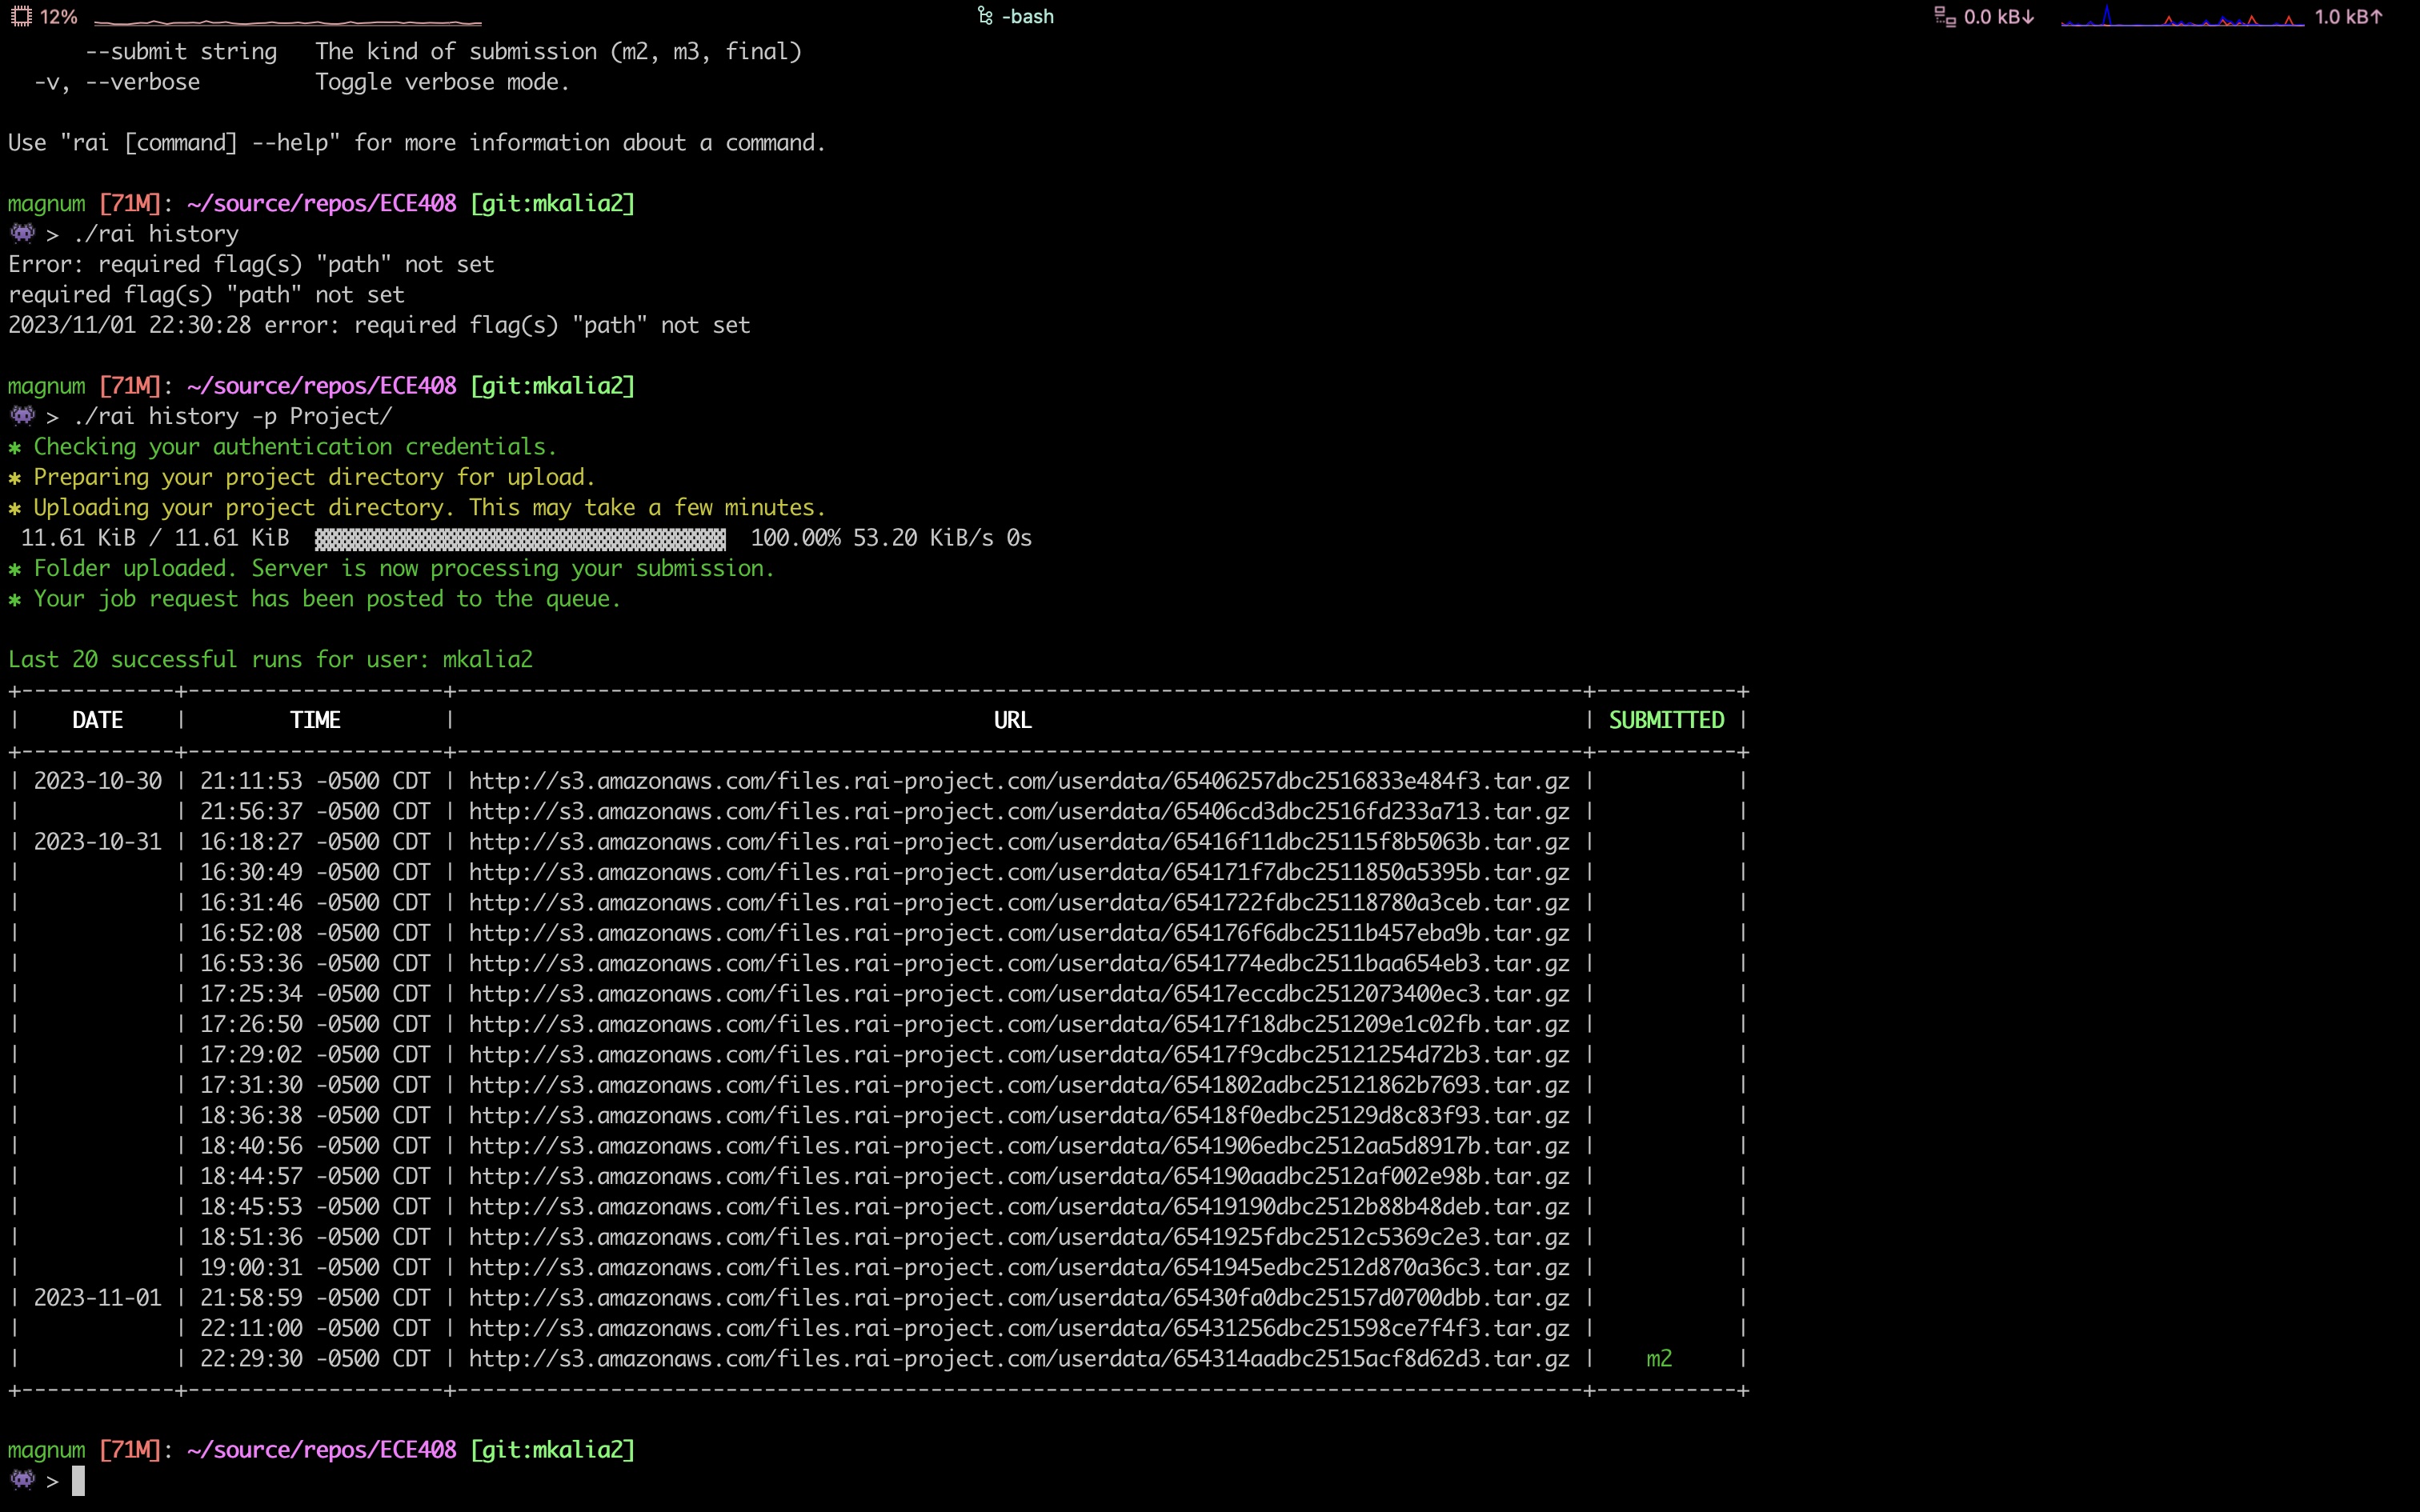 12% -bash 0.0 kB↓ 1.0 kB↑
      --submit string   The kind of submission (m2, m3, final)
  -v, --verbose         Toggle verbose mode.
Use "rai [command] --help" for more information about a command.
magnum [71M]: ~/source/repos/ECE408 [git:mkalia2]
👾 > ./rai history
Error: required flag(s) "path" not set
required flag(s) "path" not set
2023/11/01 22:30:28 error: required flag(s) "path" not set
magnum [71M]: ~/source/repos/ECE408 [git:mkalia2]
👾 > ./rai history -p Project/
✱ Checking your authentication credentials.
✱ Preparing your project directory for upload.
✱ Uploading your project directory. This may take a few minutes.
 11.61 KiB / 11.61 KiB  100.00% 53.20 KiB/s 0s
✱ Folder uploaded. Server is now processing your submission.
✱ Your job request has been posted to the queue.
Last 20 successful runs for user: mkalia2
| DATE | TIME | URL | SUBMITTED |
| 2023-10-30 | 21:11:53 -0500 CDT | http://s3.amazonaws.com/files.rai-project.com/userdata/65406257dbc2516833e484f3.tar.gz | |
| | 21:56:37 -0500 CDT | http://s3.amazonaws.com/files.rai-project.com/userdata/65406cd3dbc2516fd233a713.tar.gz | |
| 2023-10-31 | 16:18:27 -0500 CDT | http://s3.amazonaws.com/files.rai-project.com/userdata/65416f11dbc25115f8b5063b.tar.gz | |
| | 16:30:49 -0500 CDT | http://s3.amazonaws.com/files.rai-project.com/userdata/654171f7dbc2511850a5395b.tar.gz | |
| | 16:31:46 -0500 CDT | http://s3.amazonaws.com/files.rai-project.com/userdata/6541722fdbc25118780a3ceb.tar.gz | |
| | 16:52:08 -0500 CDT | http://s3.amazonaws.com/files.rai-project.com/userdata/654176f6dbc2511b457eba9b.tar.gz | |
| | 16:53:36 -0500 CDT | http://s3.amazonaws.com/files.rai-project.com/userdata/6541774edbc2511baa654eb3.tar.gz | |
| | 17:25:34 -0500 CDT | http://s3.amazonaws.com/files.rai-project.com/userdata/65417eccdbc2512073400ec3.tar.gz | |
| | 17:26:50 -0500 CDT | http://s3.amazonaws.com/files.rai-project.com/userdata/65417f18dbc251209e1c02fb.tar.gz | |
| | 17:29:02 -0500 CDT | http://s3.amazonaws.com/files.rai-project.com/userdata/65417f9cdbc25121254d72b3.tar.gz | |
| | 17:31:30 -0500 CDT | http://s3.amazonaws.com/files.rai-project.com/userdata/6541802adbc25121862b7693.tar.gz | |
| | 18:36:38 -0500 CDT | http://s3.amazonaws.com/files.rai-project.com/userdata/65418f0edbc25129d8c83f93.tar.gz | |
| | 18:40:56 -0500 CDT | http://s3.amazonaws.com/files.rai-project.com/userdata/6541906edbc2512aa5d8917b.tar.gz | |
| | 18:44:57 -0500 CDT | http://s3.amazonaws.com/files.rai-project.com/userdata/654190aadbc2512af002e98b.tar.gz | |
| | 18:45:53 -0500 CDT | http://s3.amazonaws.com/files.rai-project.com/userdata/65419190dbc2512b88b48deb.tar.gz | |
| | 18:51:36 -0500 CDT | http://s3.amazonaws.com/files.rai-project.com/userdata/6541925fdbc2512c5369c2e3.tar.gz | |
| | 19:00:31 -0500 CDT | http://s3.amazonaws.com/files.rai-project.com/userdata/6541945edbc2512d870a36c3.tar.gz | |
| 2023-11-01 | 21:58:59 -0500 CDT | http://s3.amazonaws.com/files.rai-project.com/userdata/65430fa0dbc25157d0700dbb.tar.gz | |
| | 22:11:00 -0500 CDT | http://s3.amazonaws.com/files.rai-project.com/userdata/65431256dbc251598ce7f4f3.tar.gz | |
| | 22:29:30 -0500 CDT | http://s3.amazonaws.com/files.rai-project.com/userdata/654314aadbc2515acf8d62d3.tar.gz | m2 |
magnum [71M]: ~/source/repos/ECE408 [git:mkalia2]
👾 >